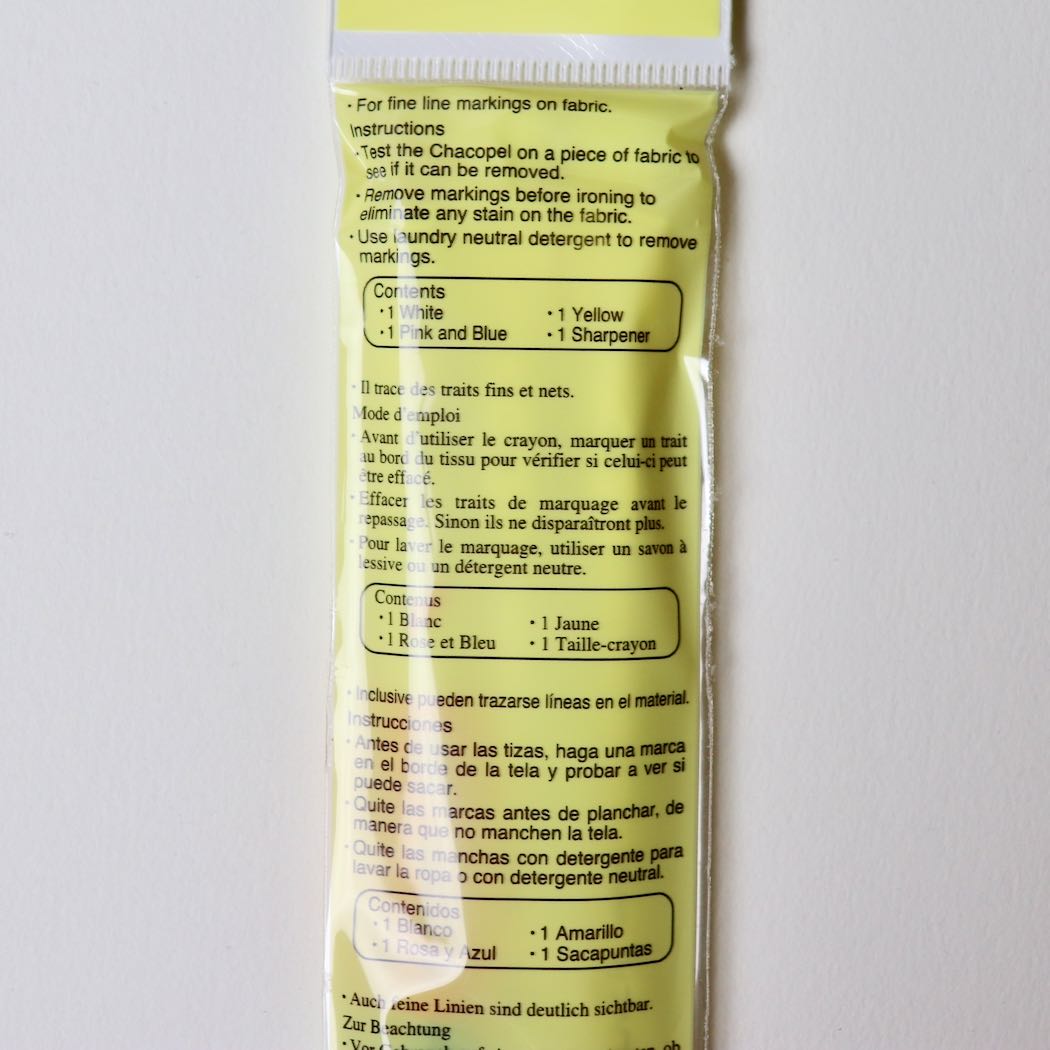 · For fine line markings on fabric.
Instructions
· Test the Chacopel on a piece of fabric to
see if it can be removed.
· Remove markings before ironing to
eliminate any stain on the fabric.
· Use laundry neutral detergent to remove
markings.
Contents
· 1 White · 1 Yellow
· 1 Pink and Blue · 1 Sharpener
· Il trace des traits fins et nets.
Mode d'emploi
· Avant d'utiliser le crayon, marquer un trait
au bord du tissu pour vérifier si celui-ci peut
être effacé.
· Effacer les traits de marquage avant le
repassage. Sinon ils ne disparaîtront plus.
· Pour laver le marquage, utiliser un savon à
lessive ou un détergent neutre.
Contenus
· 1 Blanc · 1 Jaune
· 1 Rose et Bleu · 1 Taille-crayon
· Inclusive pueden trazarse líneas en el material.
Instrucciones
· Antes de usar las tizas, haga una marca
en el borde de la tela y probar a ver si
puede sacar.
· Quite las marcas antes de planchar, de
manera que no manchen la tela.
· Quite las manchas con detergente para
lavar la ropa o con detergente neutral.
Contenidos
· 1 Blanco · 1 Amarillo
· 1 Rosa y Azul · 1 Sacapuntas
· Auch feine Linien sind deutlich sichtbar.
Zur Beachtung
· Vor ob